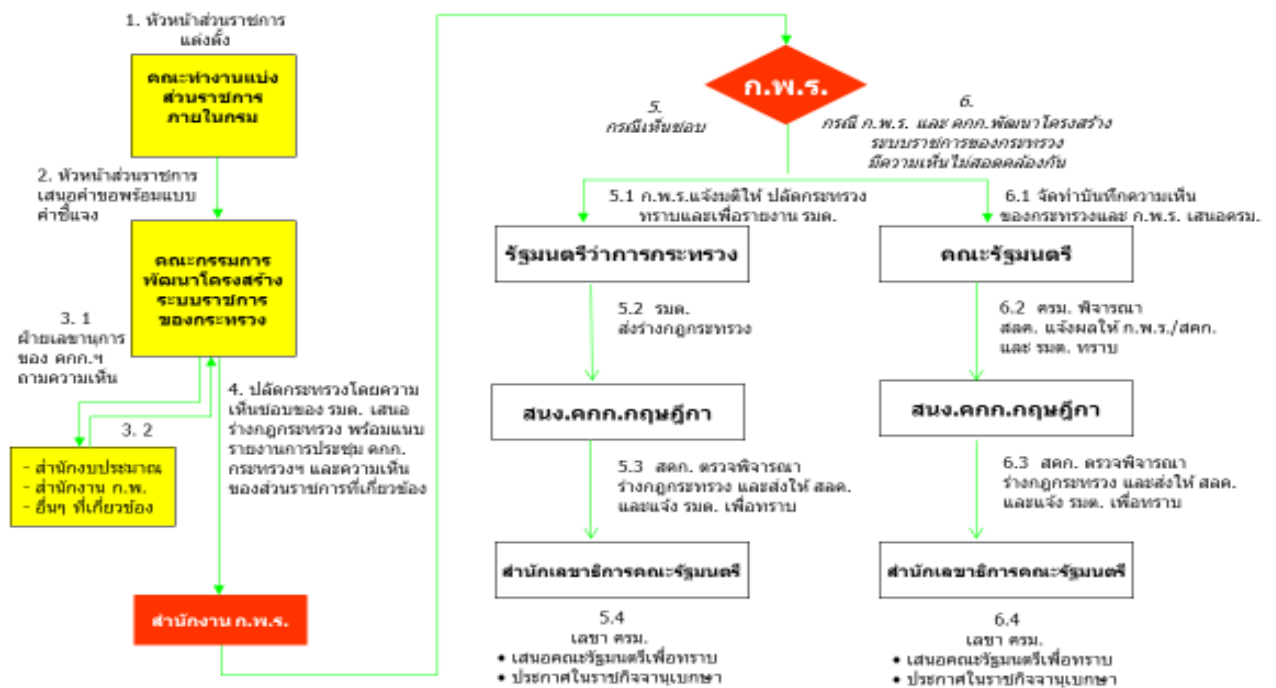 1. หัวหน้าส่วนราชการ
แต่งตั้ง
คณะทำงานแบ่ง
ส่วนราชการ
ภายในกรม
2. หัวหน้าส่วนราชการ
เสนอคำขอพร้อมแบบ
คำชี้แจง
คณะกรรมการ
พัฒนาโครงสร้าง
ระบบราชการ
ของกระทรวง
3. 1
ฝ่ายเลขานุการ
ของ คกก.ฯ
ถามความเห็น
3. 2
- สำนักงบประมาณ
- สำนักงาน ก.พ.
- อื่นๆ ที่เกี่ยวข้อง
4. ปลัดกระทรวงโดยความ
เห็นชอบของ รมต. เสนอ
ร่างกฎกระทรวง พร้อมแนบ
รายงานการประชุม คกก.
กระทรวงฯ และความเห็น
ของส่วนราชการที่เกี่ยวข้อง
สำนักงาน ก.พ.ร.
ก.พ.ร.
5.
กรณีเห็นชอบ
6.
กรณี ก.พ.ร. และ คกก.พัฒนาโครงสร้าง
ระบบราชการของกระทรวง
มีความเห็นไม่สอดคล้องกัน
5.1 ก.พ.ร.แจ้งมติให้ ปลัดกระทรวง
ทราบและเพื่อรายงาน รมต.
รัฐมนตรีว่าการกระทรวง
5.2 รมต.
ส่งร่างกฎกระทรวง
สนง.คกก.กฤษฎีกา
5.3 สคก. ตรวจพิจารณา
ร่างกฎกระทรวง และส่งให้ สลค.
และแจ้ง รมต. เพื่อทราบ
สำนักเลขาธิการคณะรัฐมนตรี
5.4
เลขา ครม.
• เสนอคณะรัฐมนตรีเพื่อทราบ
• ประกาศในราชกิจจานุเบกษา
6.1 จัดทำบันทึกความเห็น
ของกระทรวงและ ก.พ.ร. เสนอครม.
คณะรัฐมนตรี
6.2 ครม. พิจารณา
สลค. แจ้งผลให้ ก.พ.ร./สคก.
และ รมต. ทราบ
สนง.คกก.กฤษฎีกา
6.3 สคก. ตรวจพิจารณา
ร่างกฎกระทรวง และส่งให้ สลค.
และแจ้ง รมต. เพื่อทราบ
สำนักเลขาธิการคณะรัฐมนตรี
6.4
เลขา ครม.
• เสนอคณะรัฐมนตรีเพื่อทราบ
• ประกาศในราชกิจจานุเบกษา